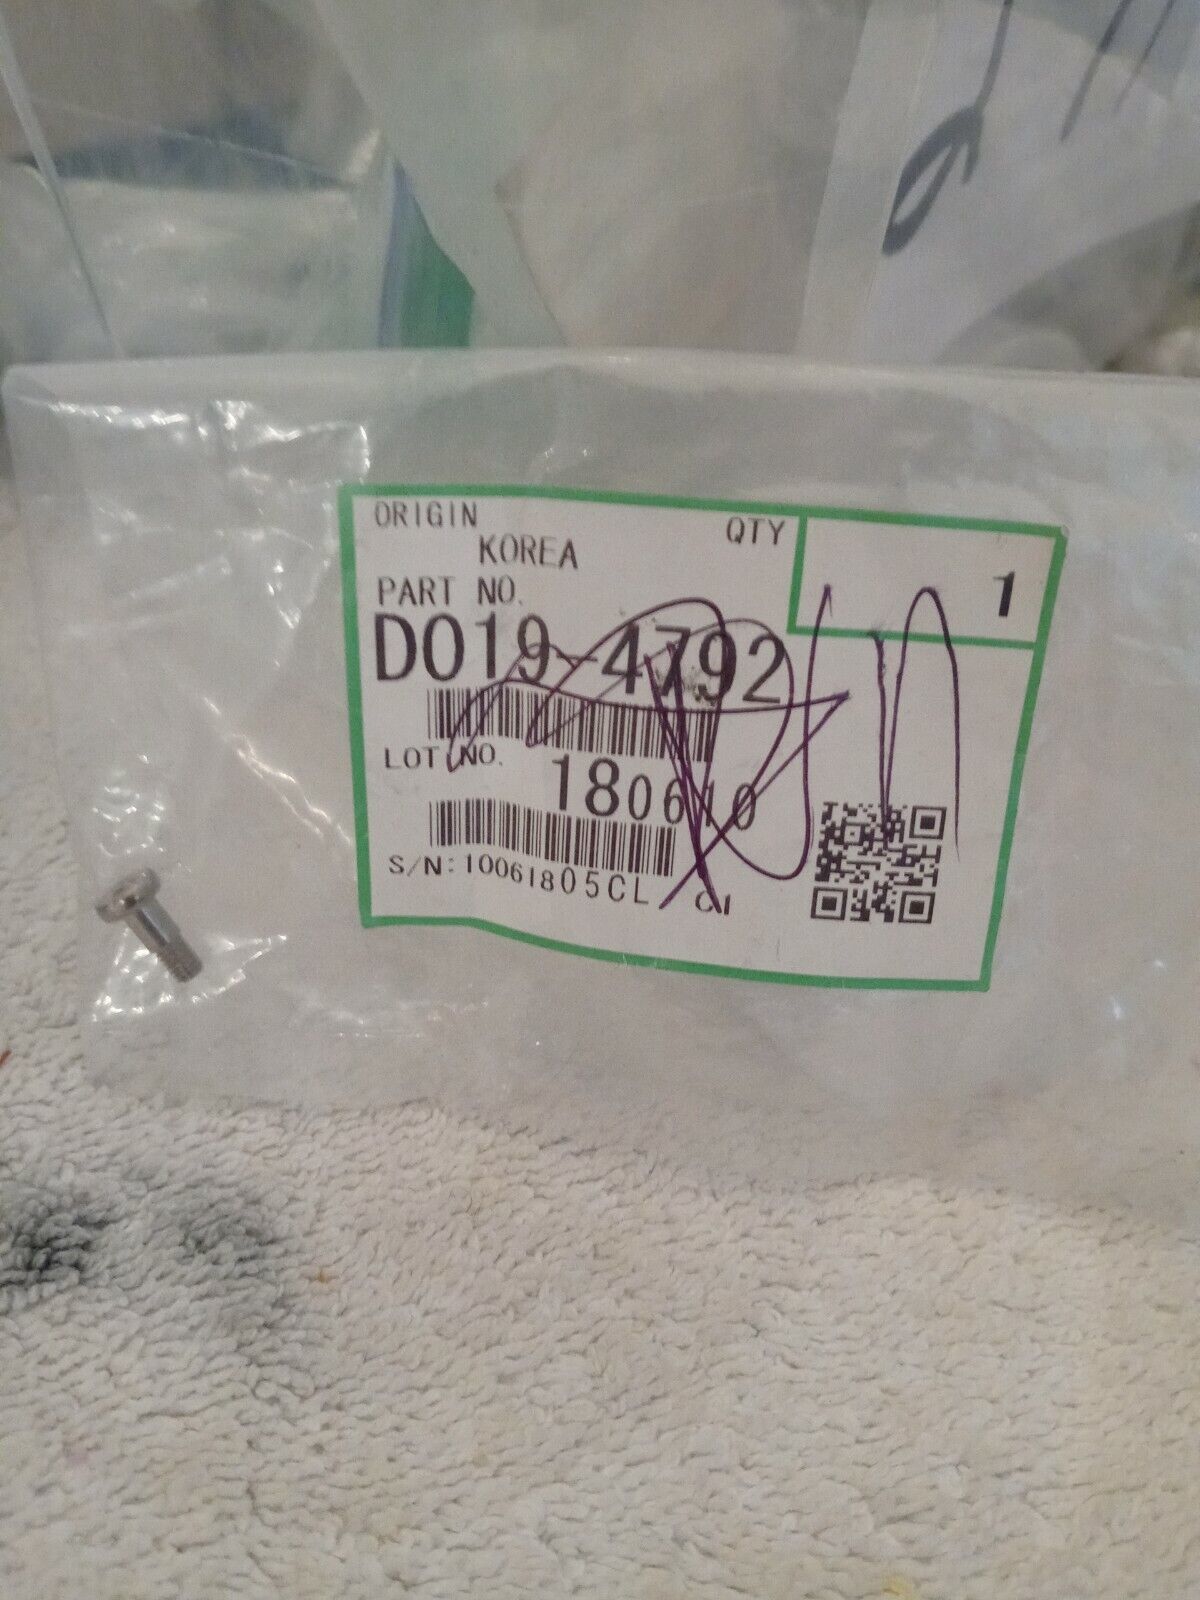 ORIGIN
KOREA
QTY
1
PART NO.
D019-4792
LOT NO.
180610
S/N:10061805CL